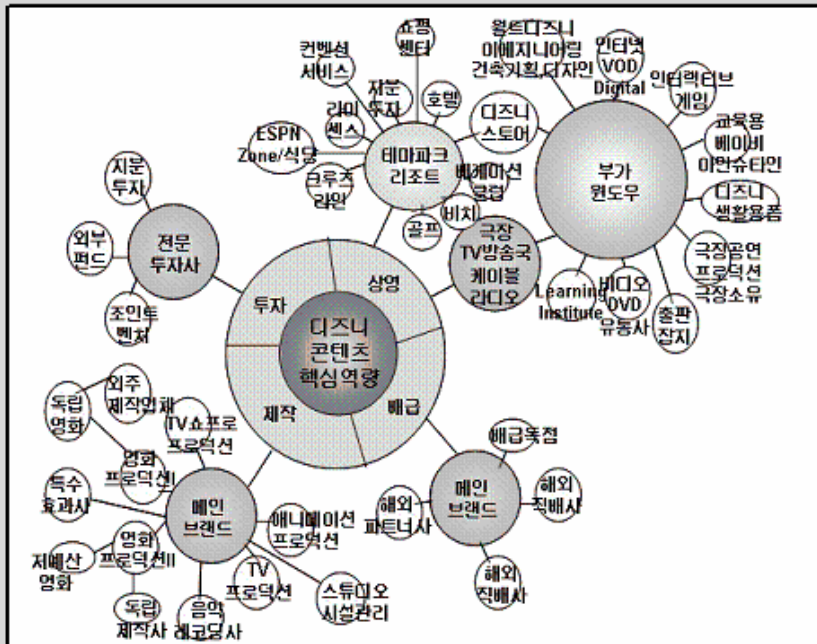 쇼핑
센터
컨벤션
서비스
지분
투자
라이
센스
호텔
ESPN
Zone/식당
크루즈
라인
테마파크
리조트
베케이션
클럽
비치
골프
디즈니
스토어
월트디즈니
이메지니어링
건축기획,디자인
인터넷
VOD
Digital
인터랙티브
게임
교육용
베이비
아인슈타인
디즈니
생활용품
극장공연
프로덕션
극장소유
출판
잡지
비디오
DVD
유통사
Learning
Institute
부가
윈도우
극장
TV방송국
케이블
라디오
지분
투자
외부
펀드
조인트
벤처
전문
투자사
투자
상영
제작
배급
디즈니
콘텐츠
핵심역량
외주
제작업체
독립
영화
TV쇼프로
프로덕션
영화
프로덕션I
특수
효과사
메인
브랜드
저예산
영화
영화
프로덕션II
독립
제작사
음악
레코딩사
TV
프로덕션
애니메이션
프로덕션
스튜디오
시설관리
배급독점
해외
파트너사
메인
브랜드
해외
직배사
해외
직배사